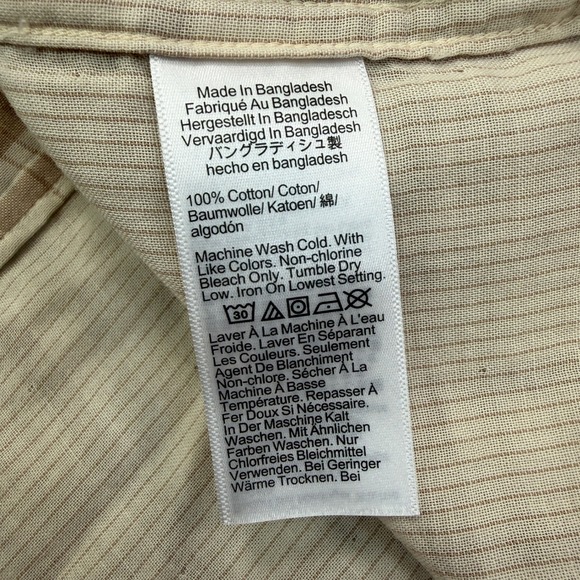 Made In Bangladesh
Fabriqué Au Bangladesh
Hergestellt In Bangladesch
Vervaardigd In Bangladesh
バングラディシュ製
hecho en bangladesh
100% Cotton/ Coton/
Baumwolle/ Katoen/ 綿/
algodón
Machine Wash Cold. With
Like Colors. Non-chlorine
Bleach Only. Tumble Dry
Low. Iron On Lowest Setting.
30
Laver À La Machine À L'eau
Froide. Laver En Séparant
Les Couleurs. Seulement
Agent De Blanchiment
Non-chlore. Sécher À La
Machine À Basse
Température. Repasser À
Fer Doux Si Nécessaire.
In Der Maschine Kalt
Waschen. Mit Ähnlichen
Farben Waschen. Nur
Chlorfreies Bleichmittel
Verwenden. Bei Geringer
Wärme Trocknen. Bei